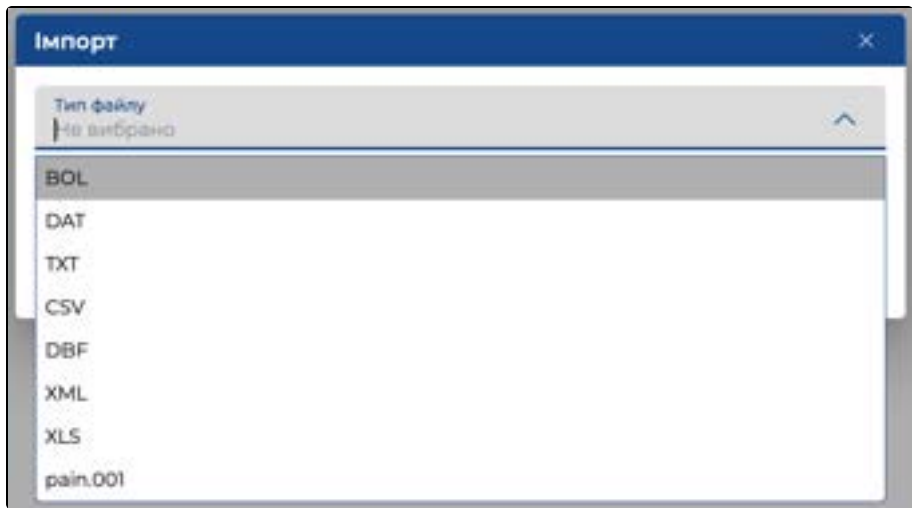 Імпорт
Тип файлу
Не вибрано
BOL
DAT
TXT
CSV
DBF
XML
XLS
pain.001